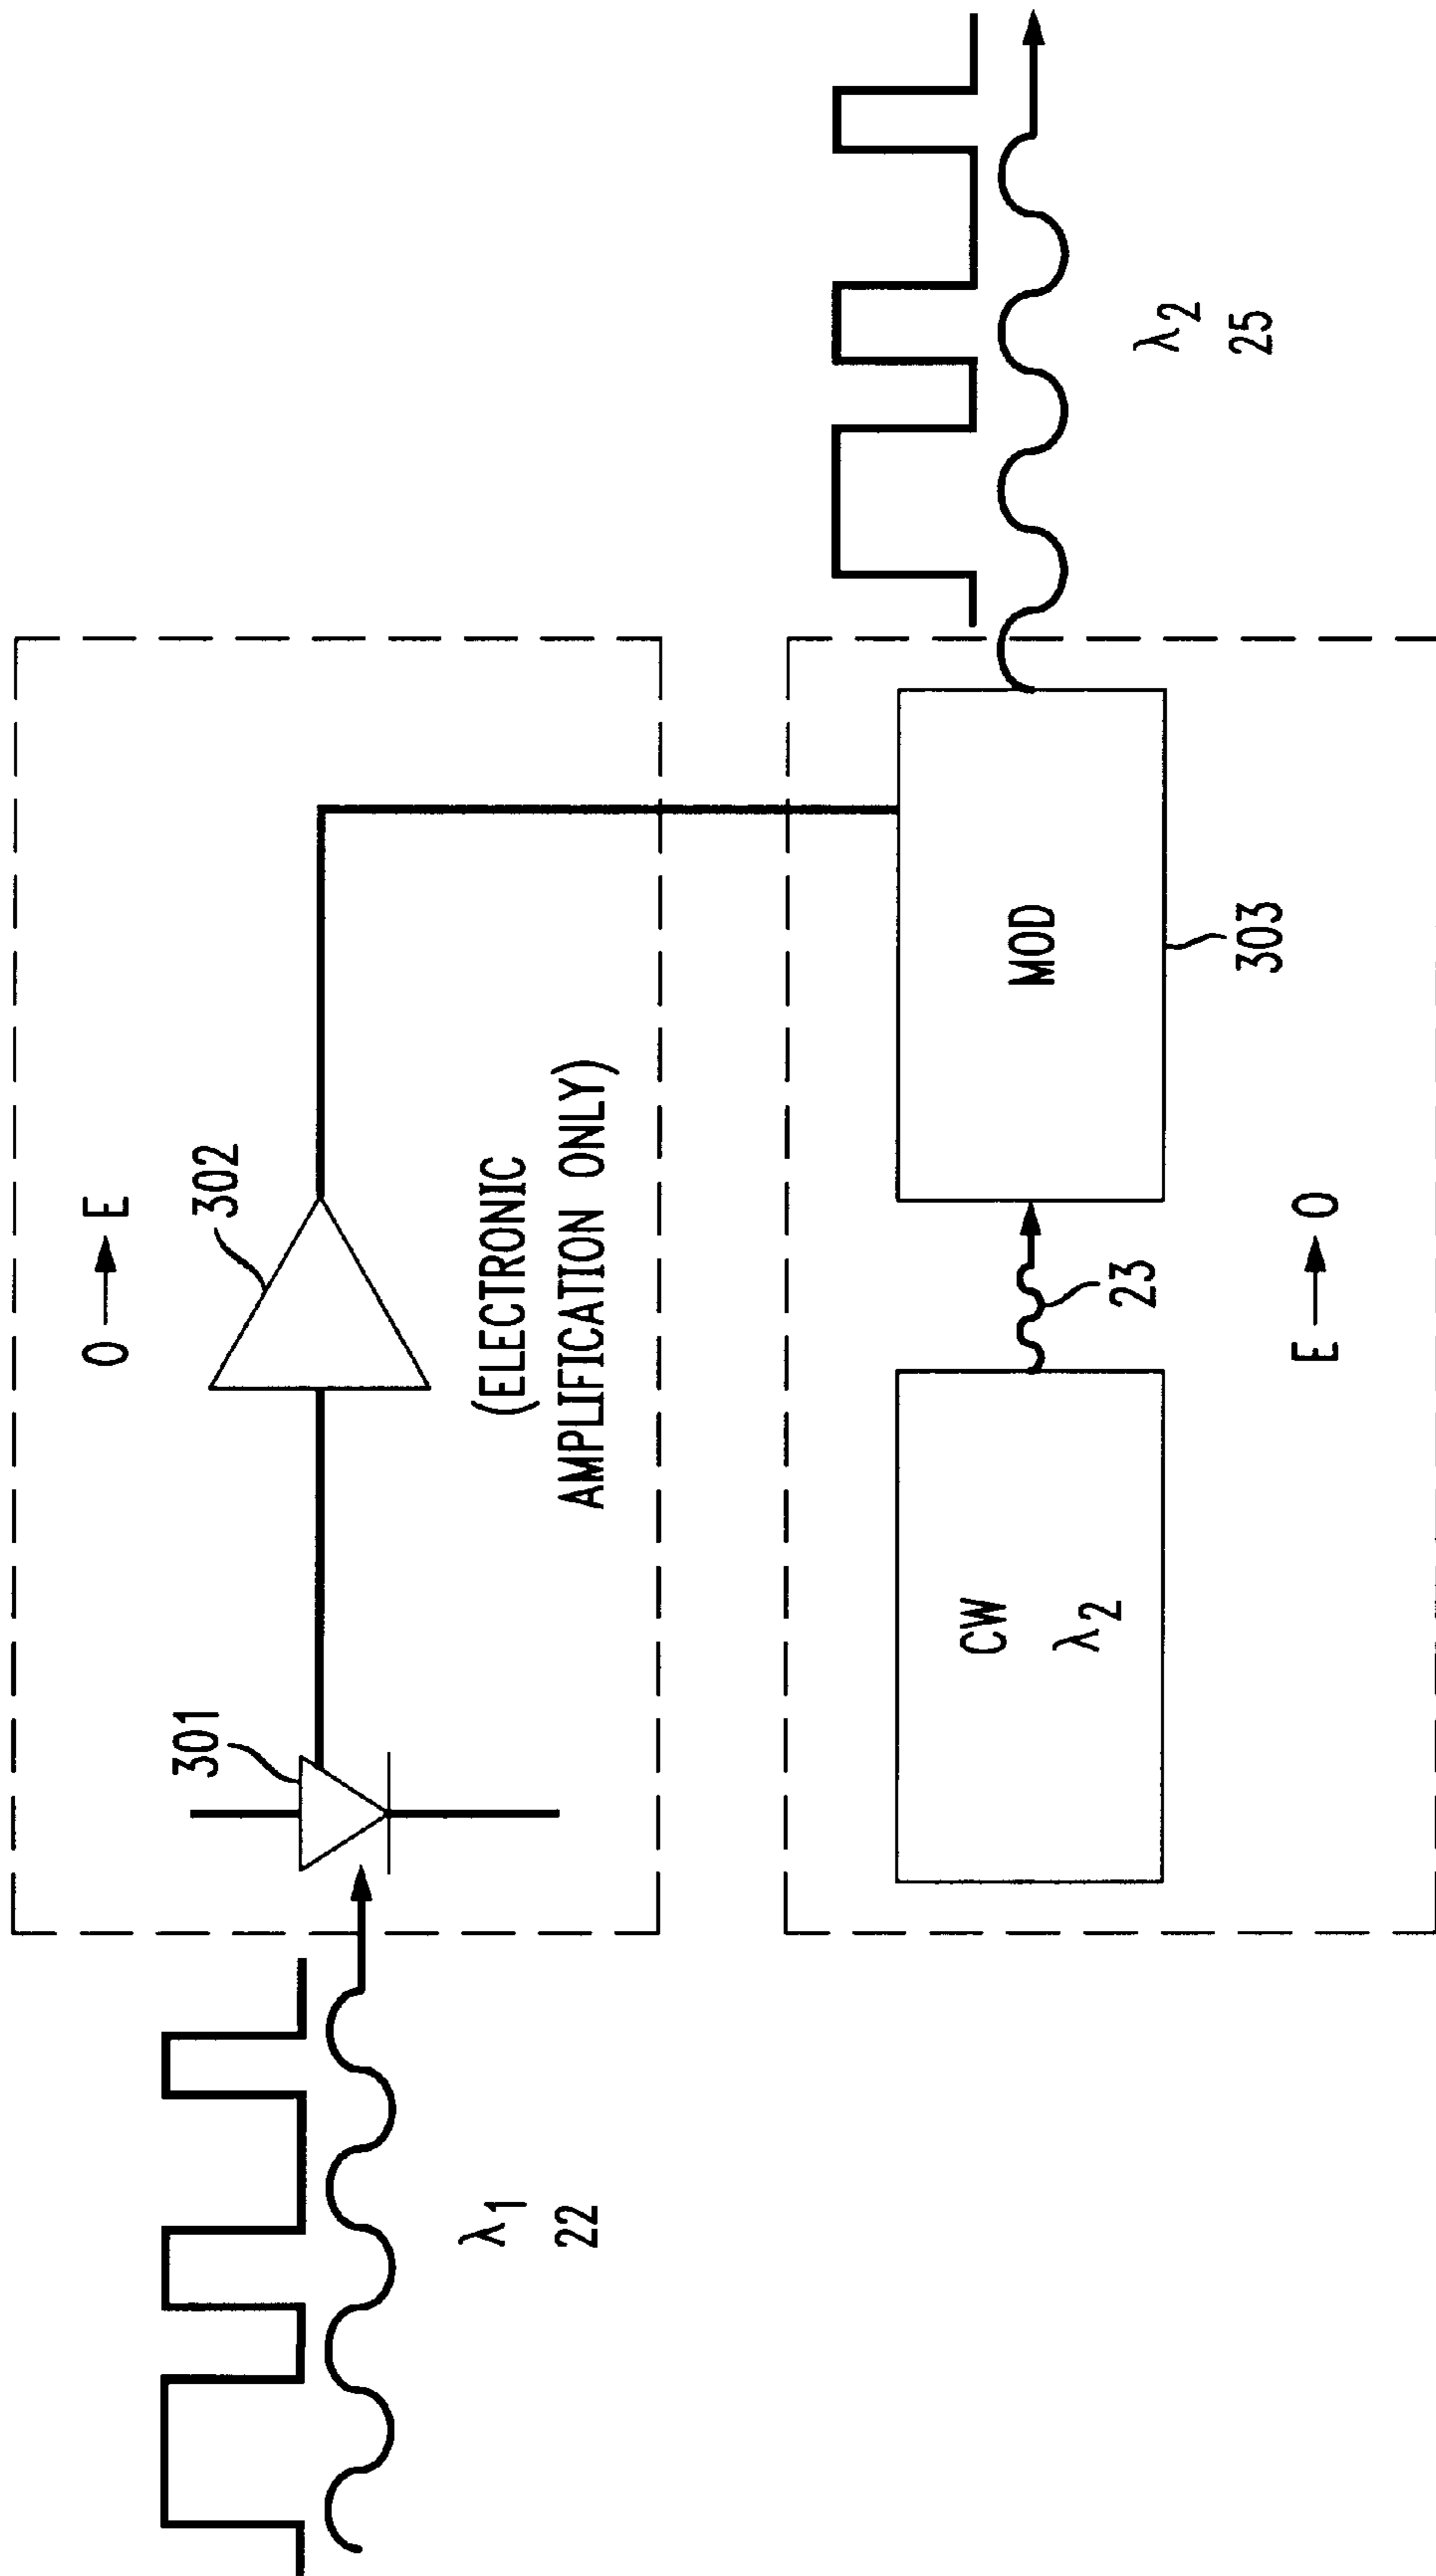 O → E
301
302
(ELECTRONIC
AMPLIFICATION ONLY)
λ1
22
CW
λ2
23
MOD
303
E → O
λ2
25